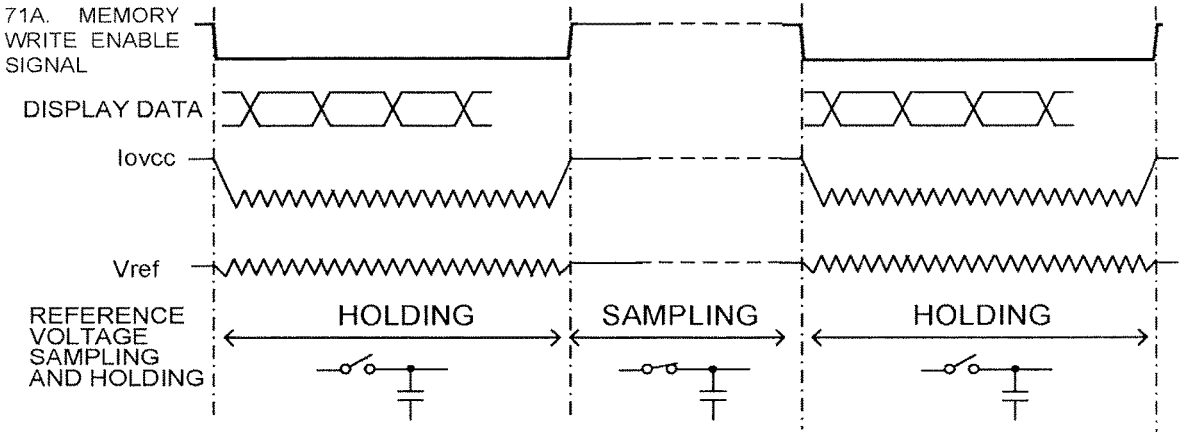 71A. MEMORY
WRITE ENABLE
SIGNAL
DISPLAY DATA
Iovcc
Vref
REFERENCE
VOLTAGE
SAMPLING
AND HOLDING
HOLDING
SAMPLING
HOLDING